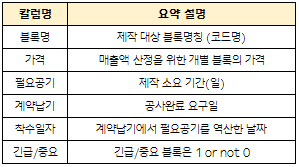 칼럼명 요약 설명
블록명 제작 대상 블록명칭 (코드명)
가격 매출액 산정을 위한 개별 블록의 가격
필요공기 제작 소요 기간(일)
계약납기 공사완료 요구일
착수일자 계약납기에서 필요공기를 역산한 날짜
긴급/중요 긴급/중요 블록은 1 or not 0